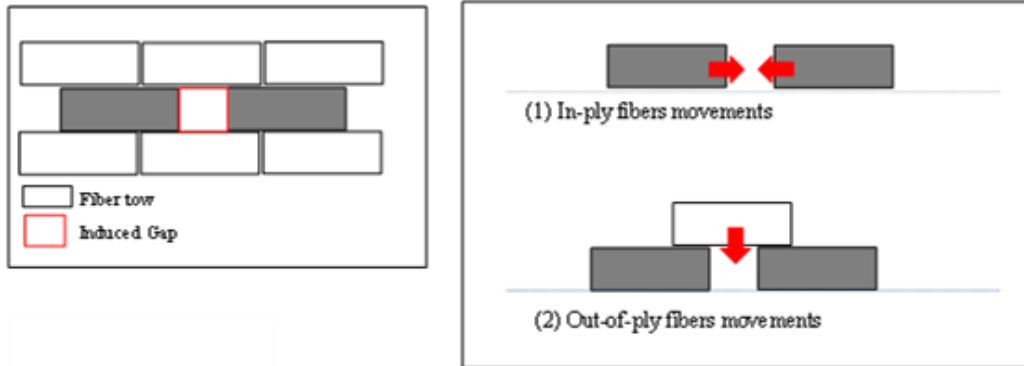 Fiber tow
Induced Gap
(1) In-ply fibers movements
(2) Out-of-ply fibers movements